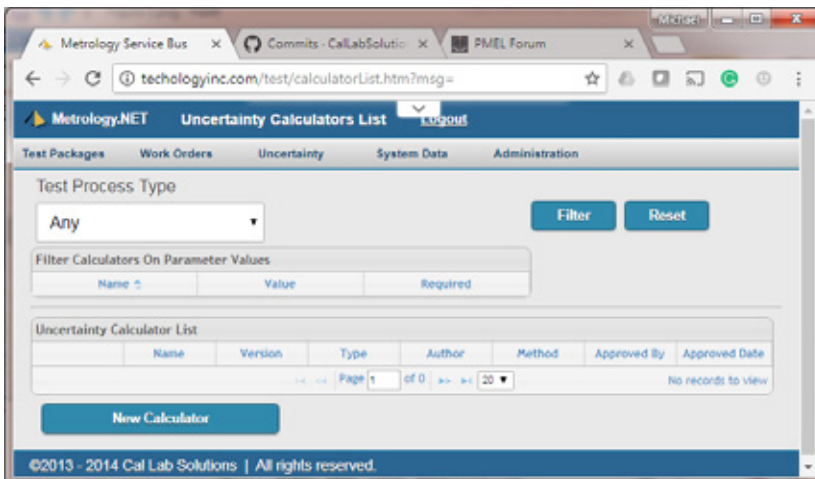 Michael
Metrology Service Bus
Commits · CalLabSolutio
PMEL Forum
techologyinc.com/test/calculatorList.htm?msg=
Metrology.NET Uncertainty Calculators List Logout
Test Packages Work Orders Uncertainty System Data Administration
Test Process Type
Any Filter Reset
Filter Calculators On Parameter Values
Name Value Required
Uncertainty Calculator List
Name Version Type Author Method Approved By Approved Date
Page 1 of 0 20 No records to view
New Calculator
©2013 - 2014 Cal Lab Solutions | All rights reserved.